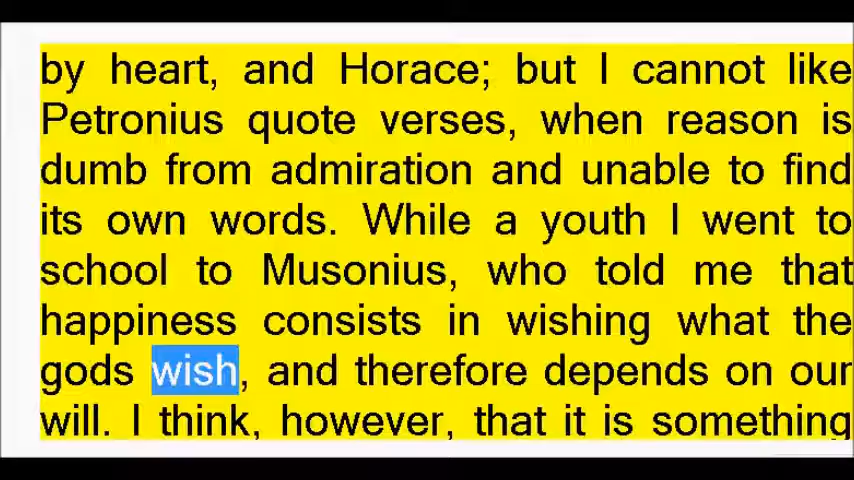 by heart, and Horace; but I cannot like
Petronius quote verses, when reason is
dumb from admiration and unable to find
its own words. While a youth I went to
school to Musonius, who told me that
happiness consists in wishing what the
gods wish, and therefore depends on our
will. I think, however, that it is something